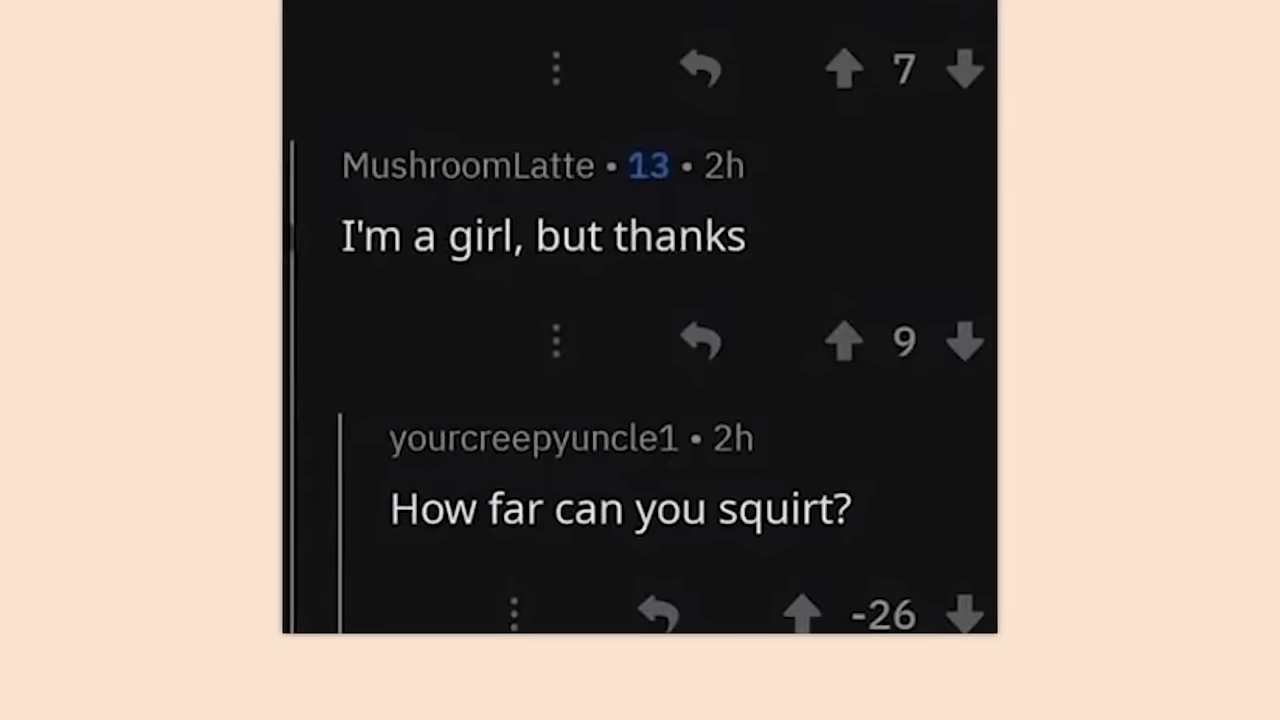 7
MushroomLatte • 13 • 2h
I'm a girl, but thanks
9
yourcreepyuncle1 • 2h
How far can you squirt?
-26